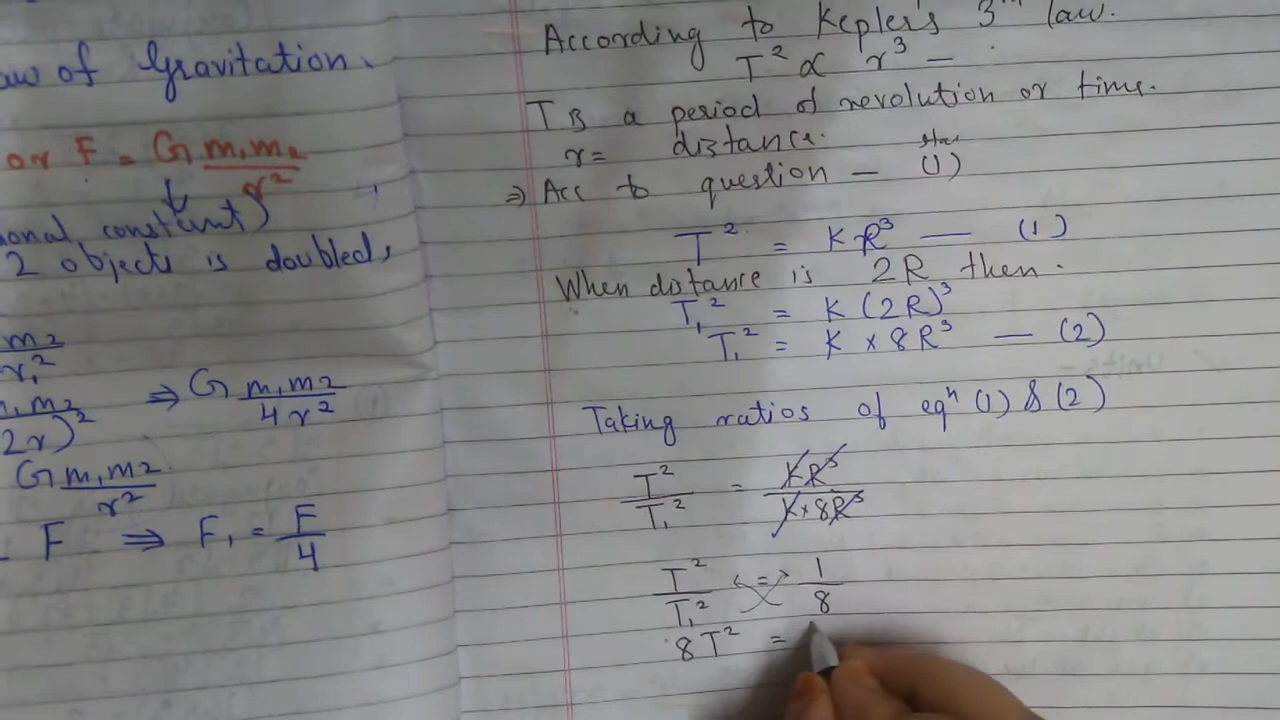 aw of Gravitation.
or F = G m1m2 / r²
onal constant)
2 objects is doubled,
m2 / r1²
m1 m2 / 2r)² ⇒ G m1m2 / 4r²
G m1m2 / r²
F ⇒ F1 = F / 4
According to Kepler's 3rd law.
T² ∝ r³ —
T is a period of revolution or time.
r = distance.
⇒ Acc to question — (1)
T² = KR³ — (1)
When distance is 2R then.
T1² = K (2R)³
T1² = K × 8R³ — (2)
Taking ratios of eqn (1) & (2)
T² / T1² = KR³ / K×8R³
T² / T1² = 1 / 8
8T² =